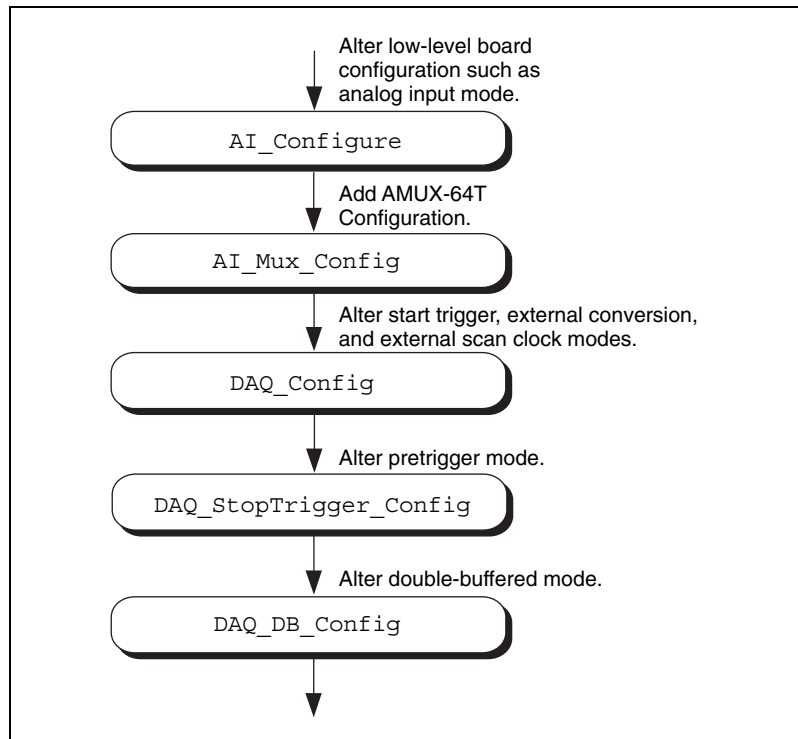 Alter low-level board
configuration such as
analog input mode.
AI_Configure
Add AMUX-64T
Configuration.
AI_Mux_Config
Alter start trigger, external conversion,
and external scan clock modes.
DAQ_Config
Alter pretrigger mode.
DAQ_StopTrigger_Config
Alter double-buffered mode.
DAQ_DB_Config